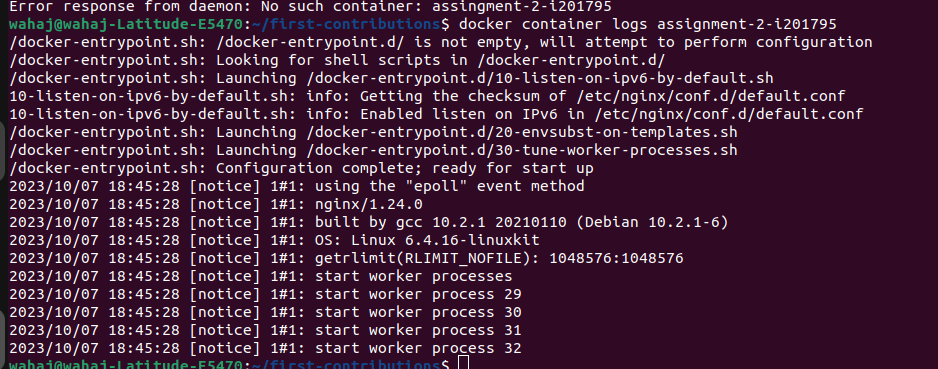 Error response from daemon: No such container: assingment-2-i201795
wahaj@wahaj-Latitude-E5470:~/first-contributions$ docker container logs assignment-2-i201795
/docker-entrypoint.sh: /docker-entrypoint.d/ is not empty, will attempt to perform configuration
/docker-entrypoint.sh: Looking for shell scripts in /docker-entrypoint.d/
/docker-entrypoint.sh: Launching /docker-entrypoint.d/10-listen-on-ipv6-by-default.sh
10-listen-on-ipv6-by-default.sh: info: Getting the checksum of /etc/nginx/conf.d/default.conf
10-listen-on-ipv6-by-default.sh: info: Enabled listen on IPv6 in /etc/nginx/conf.d/default.conf
/docker-entrypoint.sh: Launching /docker-entrypoint.d/20-envsubst-on-templates.sh
/docker-entrypoint.sh: Launching /docker-entrypoint.d/30-tune-worker-processes.sh
/docker-entrypoint.sh: Configuration complete; ready for start up
2023/10/07 18:45:28 [notice] 1#1: using the "epoll" event method
2023/10/07 18:45:28 [notice] 1#1: nginx/1.24.0
2023/10/07 18:45:28 [notice] 1#1: built by gcc 10.2.1 20210110 (Debian 10.2.1-6)
2023/10/07 18:45:28 [notice] 1#1: OS: Linux 6.4.16-linuxkit
2023/10/07 18:45:28 [notice] 1#1: getrlimit(RLIMIT_NOFILE): 1048576:1048576
2023/10/07 18:45:28 [notice] 1#1: start worker processes
2023/10/07 18:45:28 [notice] 1#1: start worker process 29
2023/10/07 18:45:28 [notice] 1#1: start worker process 30
2023/10/07 18:45:28 [notice] 1#1: start worker process 31
2023/10/07 18:45:28 [notice] 1#1: start worker process 32
wahaj@wahaj-Latitude-E5470:~/first-contributions$